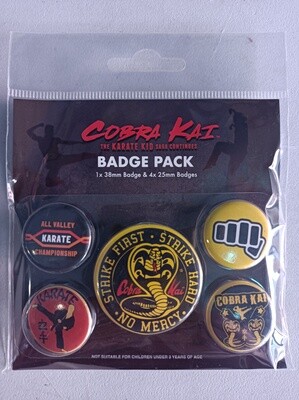 COBRA KAI
THE KARATE KID SAGA CONTINUES
BADGE PACK
1x 38mm Badge & 4x 25mm Badges
ALL VALLEY
KARATE
CHAMPIONSHIP
STRIKE FIRST • STRIKE HARD
• NO MERCY •
Cobra Kai
KARATE
COBRA KAI
NOT SUITABLE FOR CHILDREN UNDER 3 YEARS OF AGE